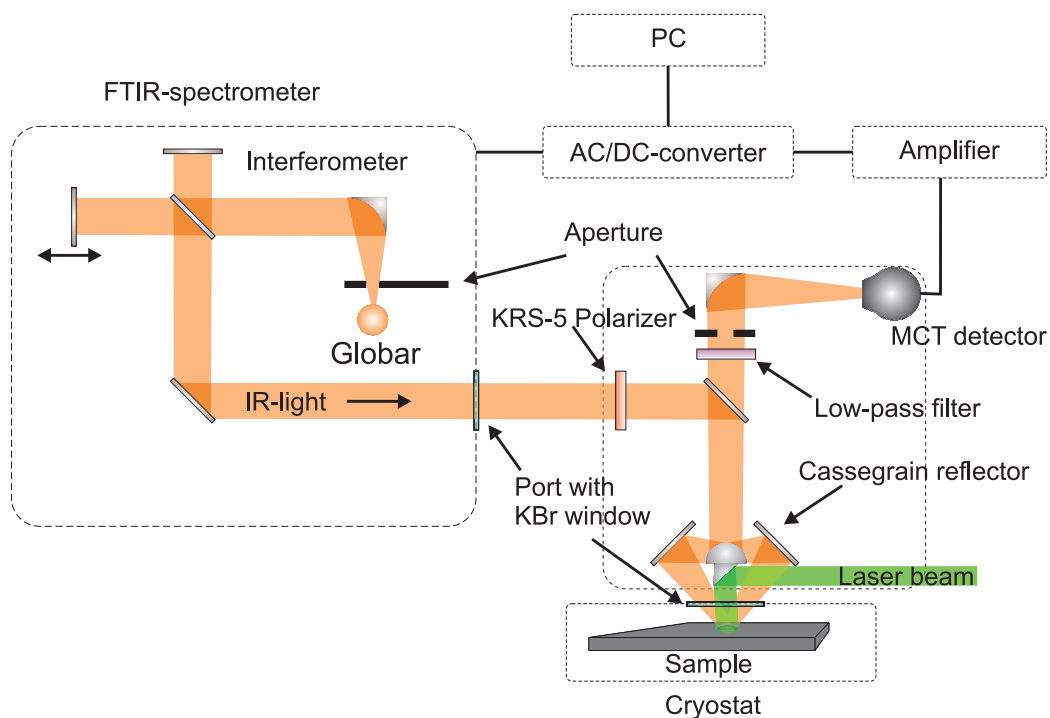 PC
FTIR-spectrometer
Interferometer
AC/DC-converter
Amplifier
Aperture
KRS-5 Polarizer
MCT detector
Globar
IR-light
Low-pass filter
Cassegrain reflector
Port with
KBr window
Laser beam
Sample
Cryostat